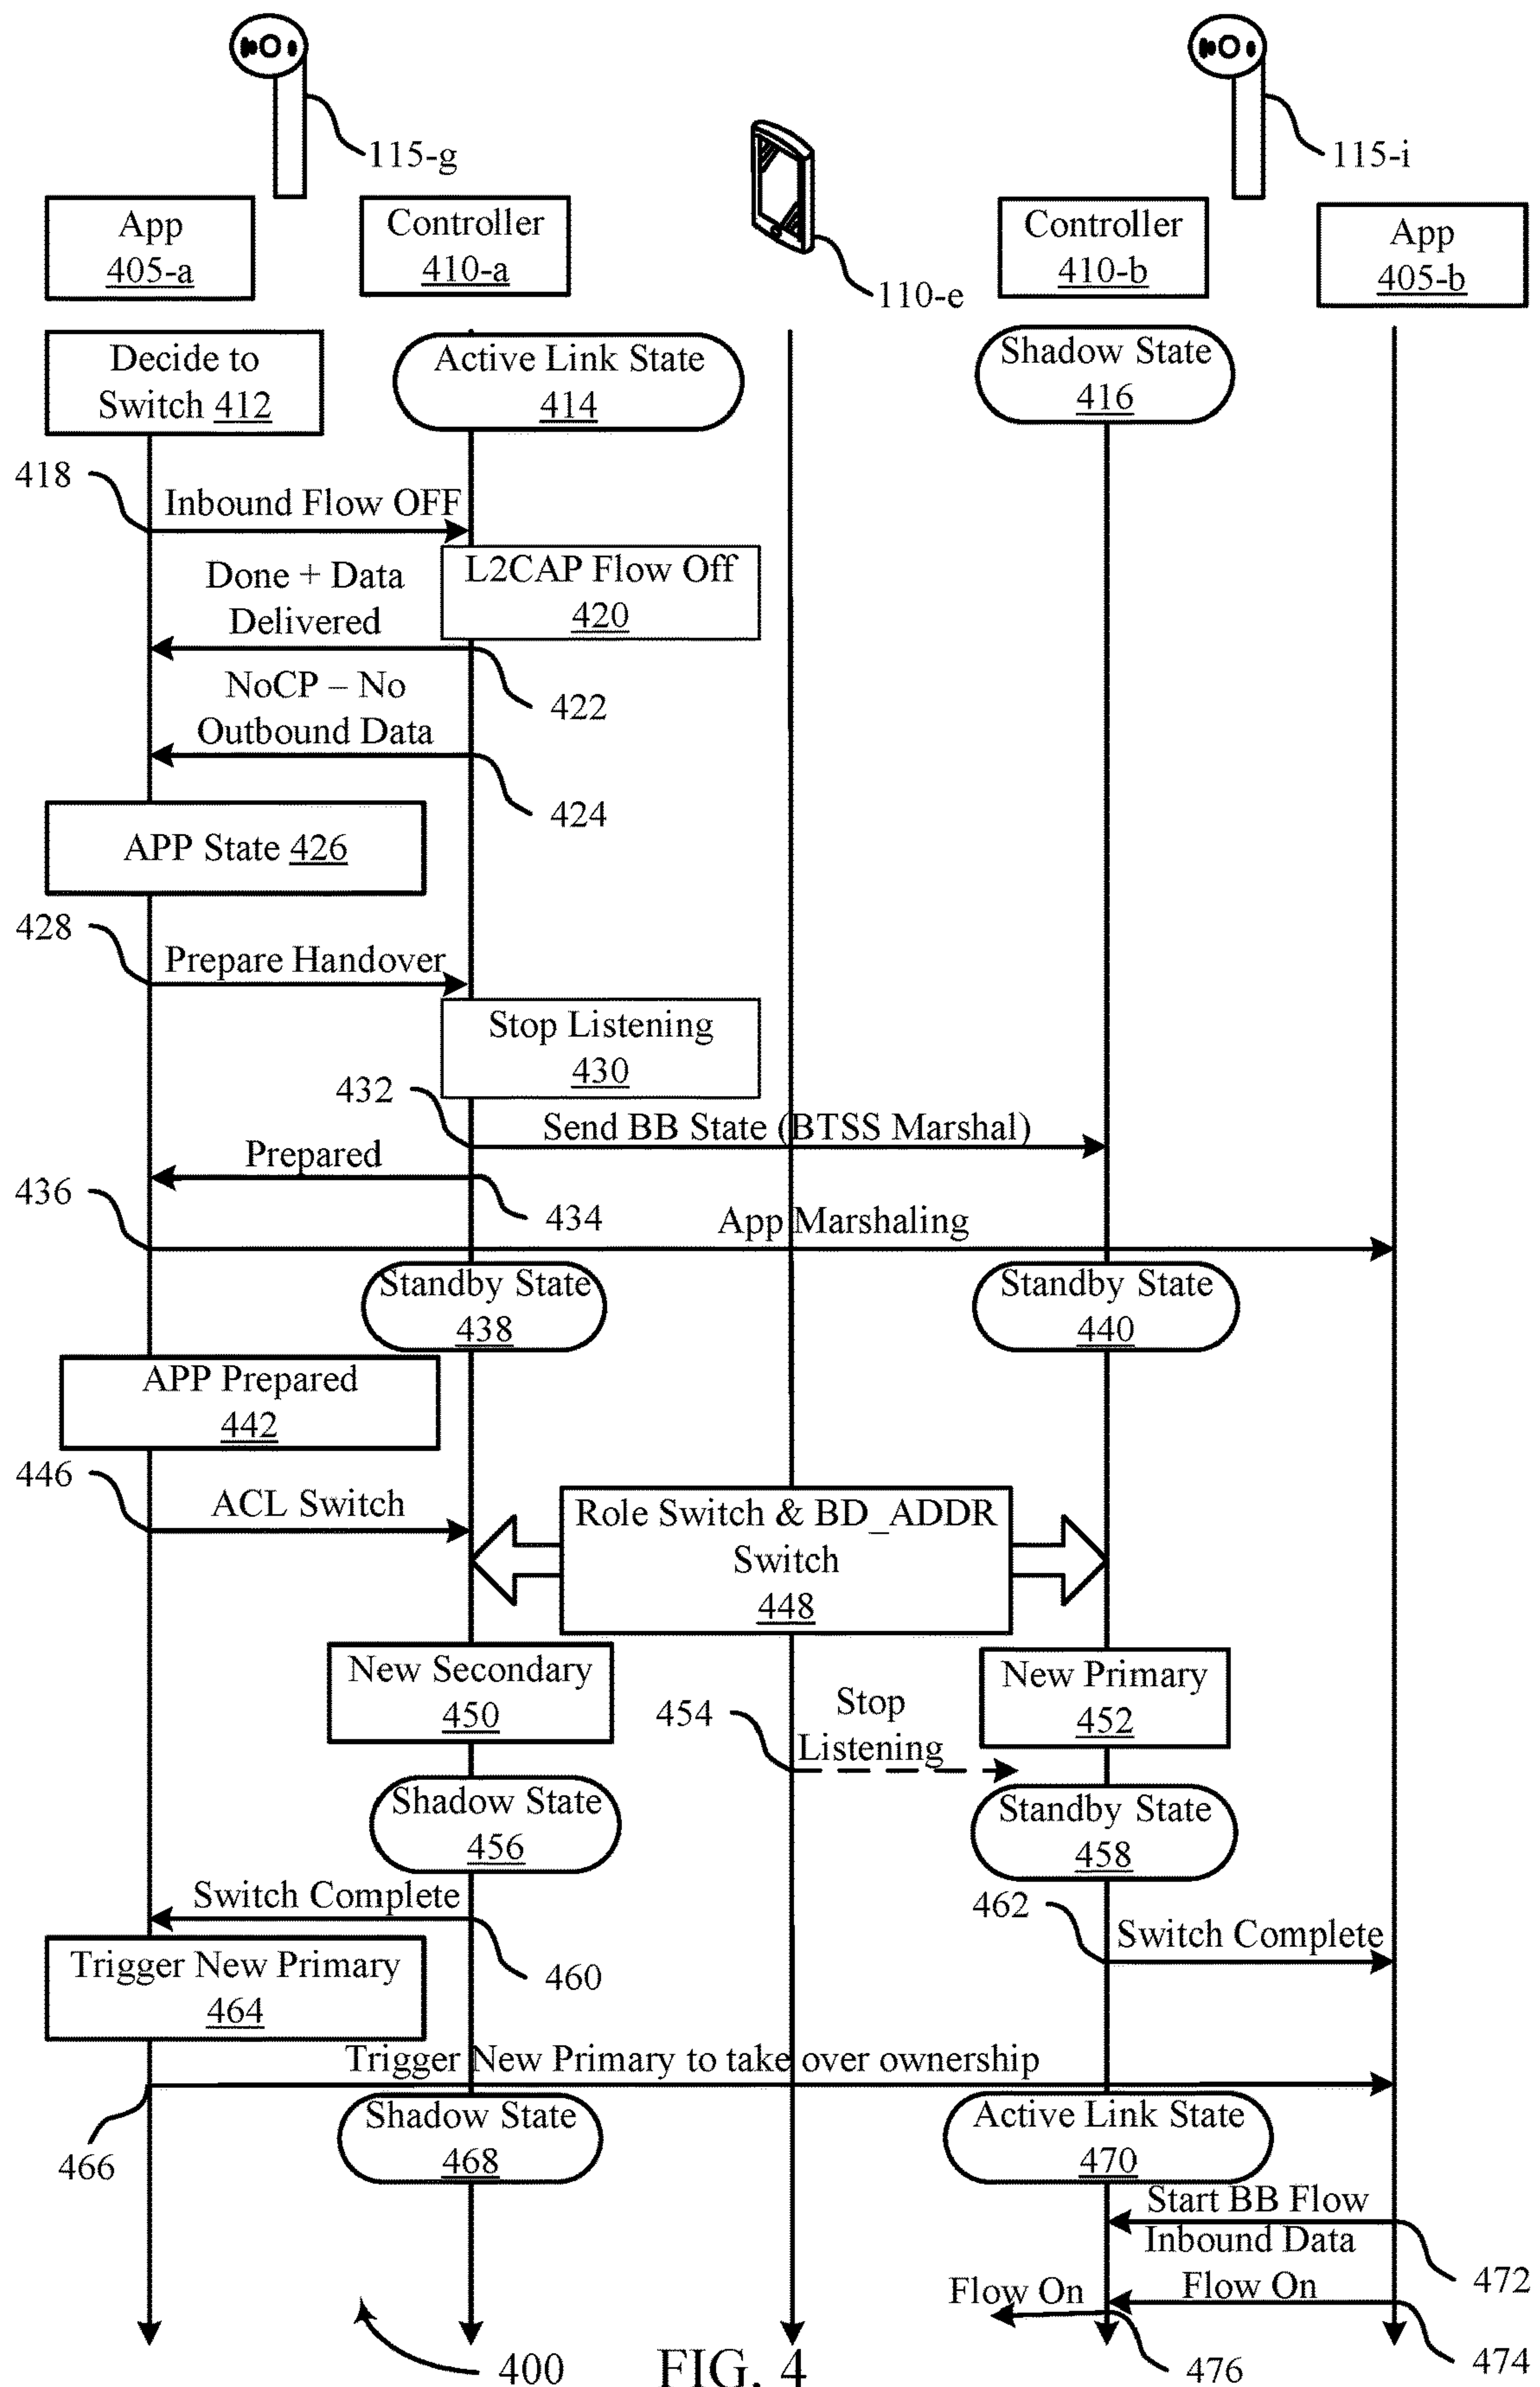 115-g
115-i
App
405-a
Controller
410-a
110-e
Controller
410-b
App
405-b
Decide to
Switch 412
Active Link State
414
Shadow State
416
418
Inbound Flow OFF
L2CAP Flow Off
420
Done + Data
Delivered
422
NoCP – No
Outbound Data
424
APP State 426
428
Prepare Handover
Stop Listening
430
432
Send BB State (BTSS Marshal)
Prepared
434
436
App Marshaling
Standby State
438
Standby State
440
APP Prepared
442
446
ACL Switch
Role Switch & BD_ADDR
Switch
448
New Secondary
450
New Primary
452
454
Stop
Listening
Shadow State
456
Standby State
458
Switch Complete
460
462
Switch Complete
Trigger New Primary
464
Trigger New Primary to take over ownership
466
Shadow State
468
Active Link State
470
Start BB Flow
Inbound Data
472
Flow On
Flow On
474
476
400
FIG. 4